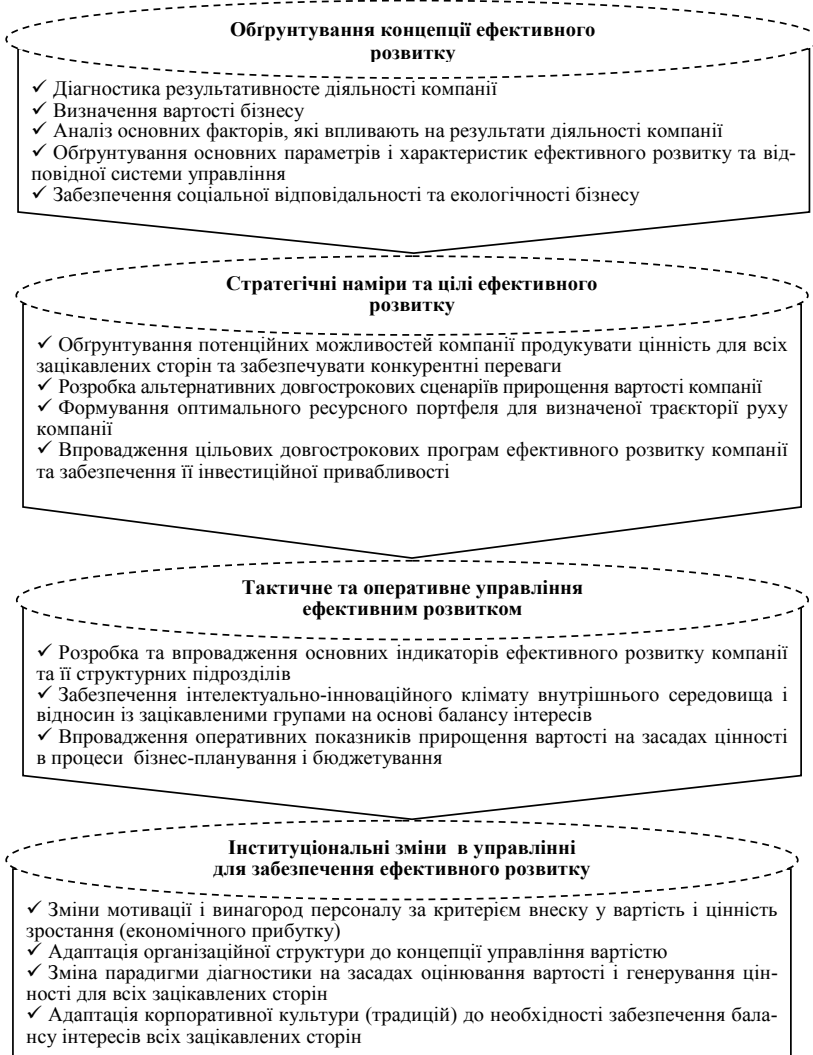 Обґрунтування концепції ефективного
розвитку
✓ Діагностика результативносте діяльності компанії
✓ Визначення вартості бізнесу
✓ Аналіз основних факторів, які впливають на результати діяльності компанії
✓ Обґрунтування основних параметрів і характеристик ефективного розвитку та від-
повідної системи управління
✓ Забезпечення соціальної відповідальності та екологічності бізнесу
Стратегічні наміри та цілі ефективного
розвитку
✓ Обґрунтування потенційних можливостей компанії продукувати цінність для всіх
зацікавлених сторін та забезпечувати конкурентні переваги
✓ Розробка альтернативних довгострокових сценаріїв прирощення вартості компанії
✓ Формування оптимального ресурсного портфеля для визначеної траєкторії руху
компанії
✓ Впровадження цільових довгострокових програм ефективного розвитку компанії
та забезпечення її інвестиційної привабливості
Тактичне та оперативне управління
ефективним розвитком
✓ Розробка та впровадження основних індикаторів ефективного розвитку компанії
та її структурних підрозділів
✓ Забезпечення інтелектуально-інноваційного клімату внутрішнього середовища і
відносин із зацікавленими групами на основі балансу інтересів
✓ Впровадження оперативних показників прирощення вартості на засадах цінності
в процеси бізнес-планування і бюджетування
Інституціональні зміни в управлінні
для забезпечення ефективного розвитку
✓ Зміни мотивації і винагород персоналу за критерієм внеску у вартість і цінність
зростання (економічного прибутку)
✓ Адаптація організаційної структури до концепції управління вартістю
✓ Зміна парадигми діагностики на засадах оцінювання вартості і генерування цін-
ності для всіх зацікавлених сторін
✓ Адаптація корпоративної культури (традицій) до необхідності забезпечення бала-
нсу інтересів всіх зацікавлених сторін